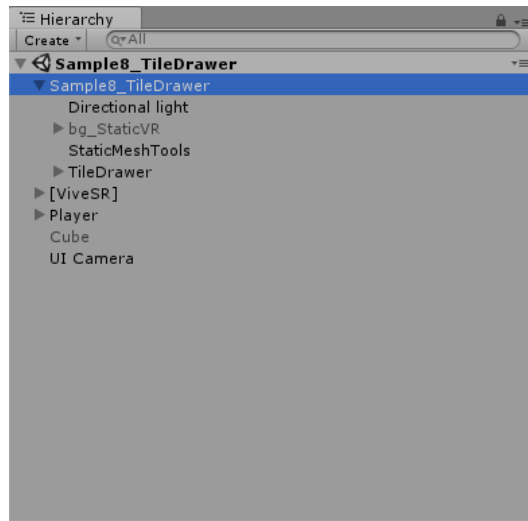 Hierarchy
Create All
Sample8_TileDrawer
Sample8_TileDrawer
Directional light
bg_StaticVR
StaticMeshTools
TileDrawer
[ViveSR]
Player
Cube
UI Camera